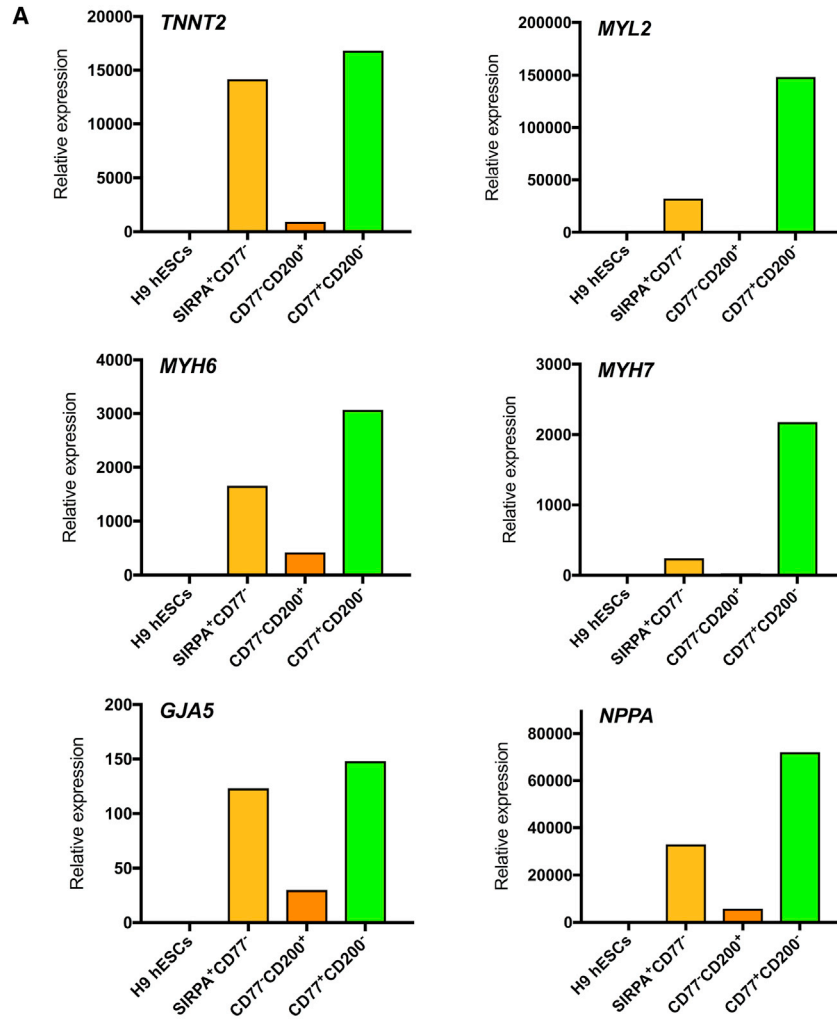 A
TNNT2
Relative expression
20000
15000
10000
5000
0
H9 hESCs
SIRPA⁺CD77⁻
CD77⁻CD200⁺
CD77⁺CD200⁻
MYL2
Relative expression
200000
150000
100000
50000
0
H9 hESCs
SIRPA⁺CD77⁻
CD77⁻CD200⁺
CD77⁺CD200⁻
MYH6
Relative expression
4000
3000
2000
1000
0
H9 hESCs
SIRPA⁺CD77⁻
CD77⁻CD200⁺
CD77⁺CD200⁻
MYH7
Relative expression
3000
2000
1000
0
H9 hESCs
SIRPA⁺CD77⁻
CD77⁻CD200⁺
CD77⁺CD200⁻
GJA5
Relative expression
200
150
100
50
0
H9 hESCs
SIRPA⁺CD77⁻
CD77⁻CD200⁺
CD77⁺CD200⁻
NPPA
Relative expression
80000
60000
40000
20000
0
H9 hESCs
SIRPA⁺CD77⁻
CD77⁻CD200⁺
CD77⁺CD200⁻